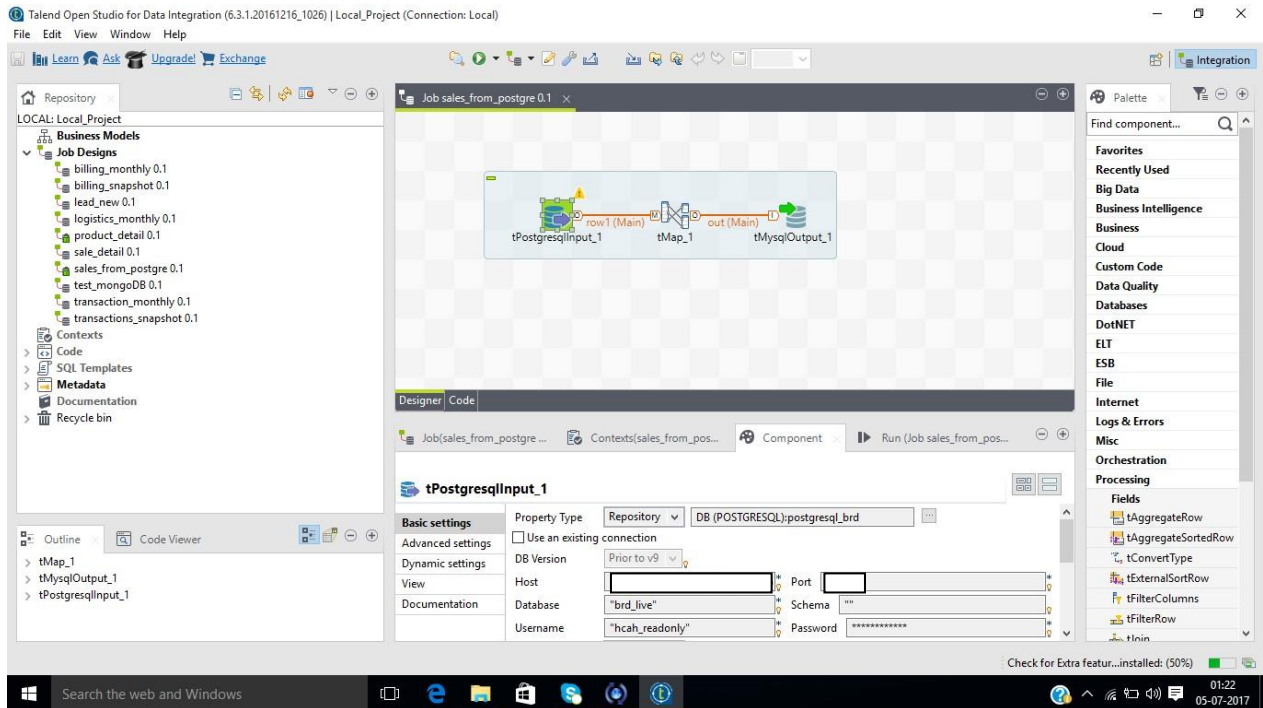 Talend Open Studio for Data Integration (6.3.1.20161216_1026) | Local_Project (Connection: Local)
File Edit View Window Help
Learn Ask Upgrade! Exchange
Integration
Repository
LOCAL: Local_Project
Business Models
Job Designs
billing_monthly 0.1
billing_snapshot 0.1
lead_new 0.1
logistics_monthly 0.1
product_detail 0.1
sale_detail 0.1
sales_from_postgre 0.1
test_mongoDB 0.1
transaction_monthly 0.1
transactions_snapshot 0.1
Contexts
Code
SQL Templates
Metadata
Documentation
Recycle bin
Outline Code Viewer
tMap_1
tMysqlOutput_1
tPostgresqlInput_1
Job sales_from_postgre 0.1
row1 (Main) out (Main)
tPostgresqlInput_1 tMap_1 tMysqlOutput_1
Designer Code
Job(sales_from_postgre ... Contexts(sales_from_pos... Component Run (Job sales_from_pos...
tPostgresqlInput_1
Basic settings
Advanced settings
Dynamic settings
View
Documentation
Property Type Repository DB (POSTGRESQL):postgresql_brd ...
Use an existing connection
DB Version Prior to v9
Host Port
Database "brd_live" Schema ""
Username "hcah_readonly" Password ************
Palette
Find component...
Favorites
Recently Used
Big Data
Business Intelligence
Business
Cloud
Custom Code
Data Quality
Databases
DotNET
ELT
ESB
File
Internet
Logs & Errors
Misc
Orchestration
Processing
Fields
tAggregateRow
tAggregateSortedRow
tConvertType
tExternalSortRow
tFilterColumns
tFilterRow
tJoin
Check for Extra featur...installed: (50%)
Search the web and Windows
01:22
05-07-2017